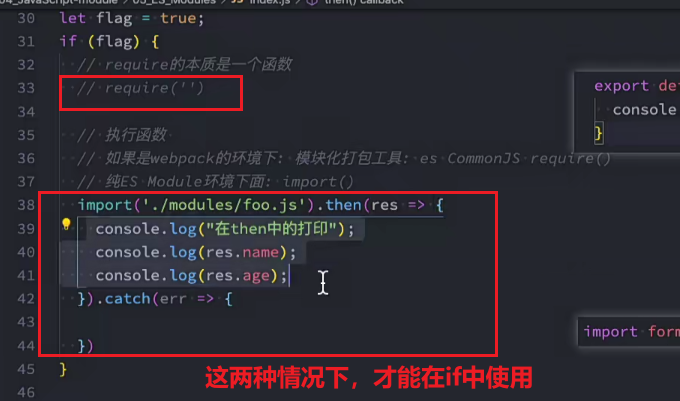 04_JavaScript-module > 05_ES_Modules > JS index.js > then() callback
30 let flag = true;
31 if (flag) {
32 // require的本质是一个函数
33 // require('')
34
35 // 执行函数
36 // 如果是webpack的环境下: 模块化打包工具: es CommonJS require()
37 // 纯ES Module环境下面: import()
38 import('./modules/foo.js').then(res => {
39 console.log("在then中的打印");
40 console.log(res.name);
41 console.log(res.age);
42 }).catch(err => {
43
44 })
45 }
46
export de
console
}
import form
这两种情况下，才能在if中使用